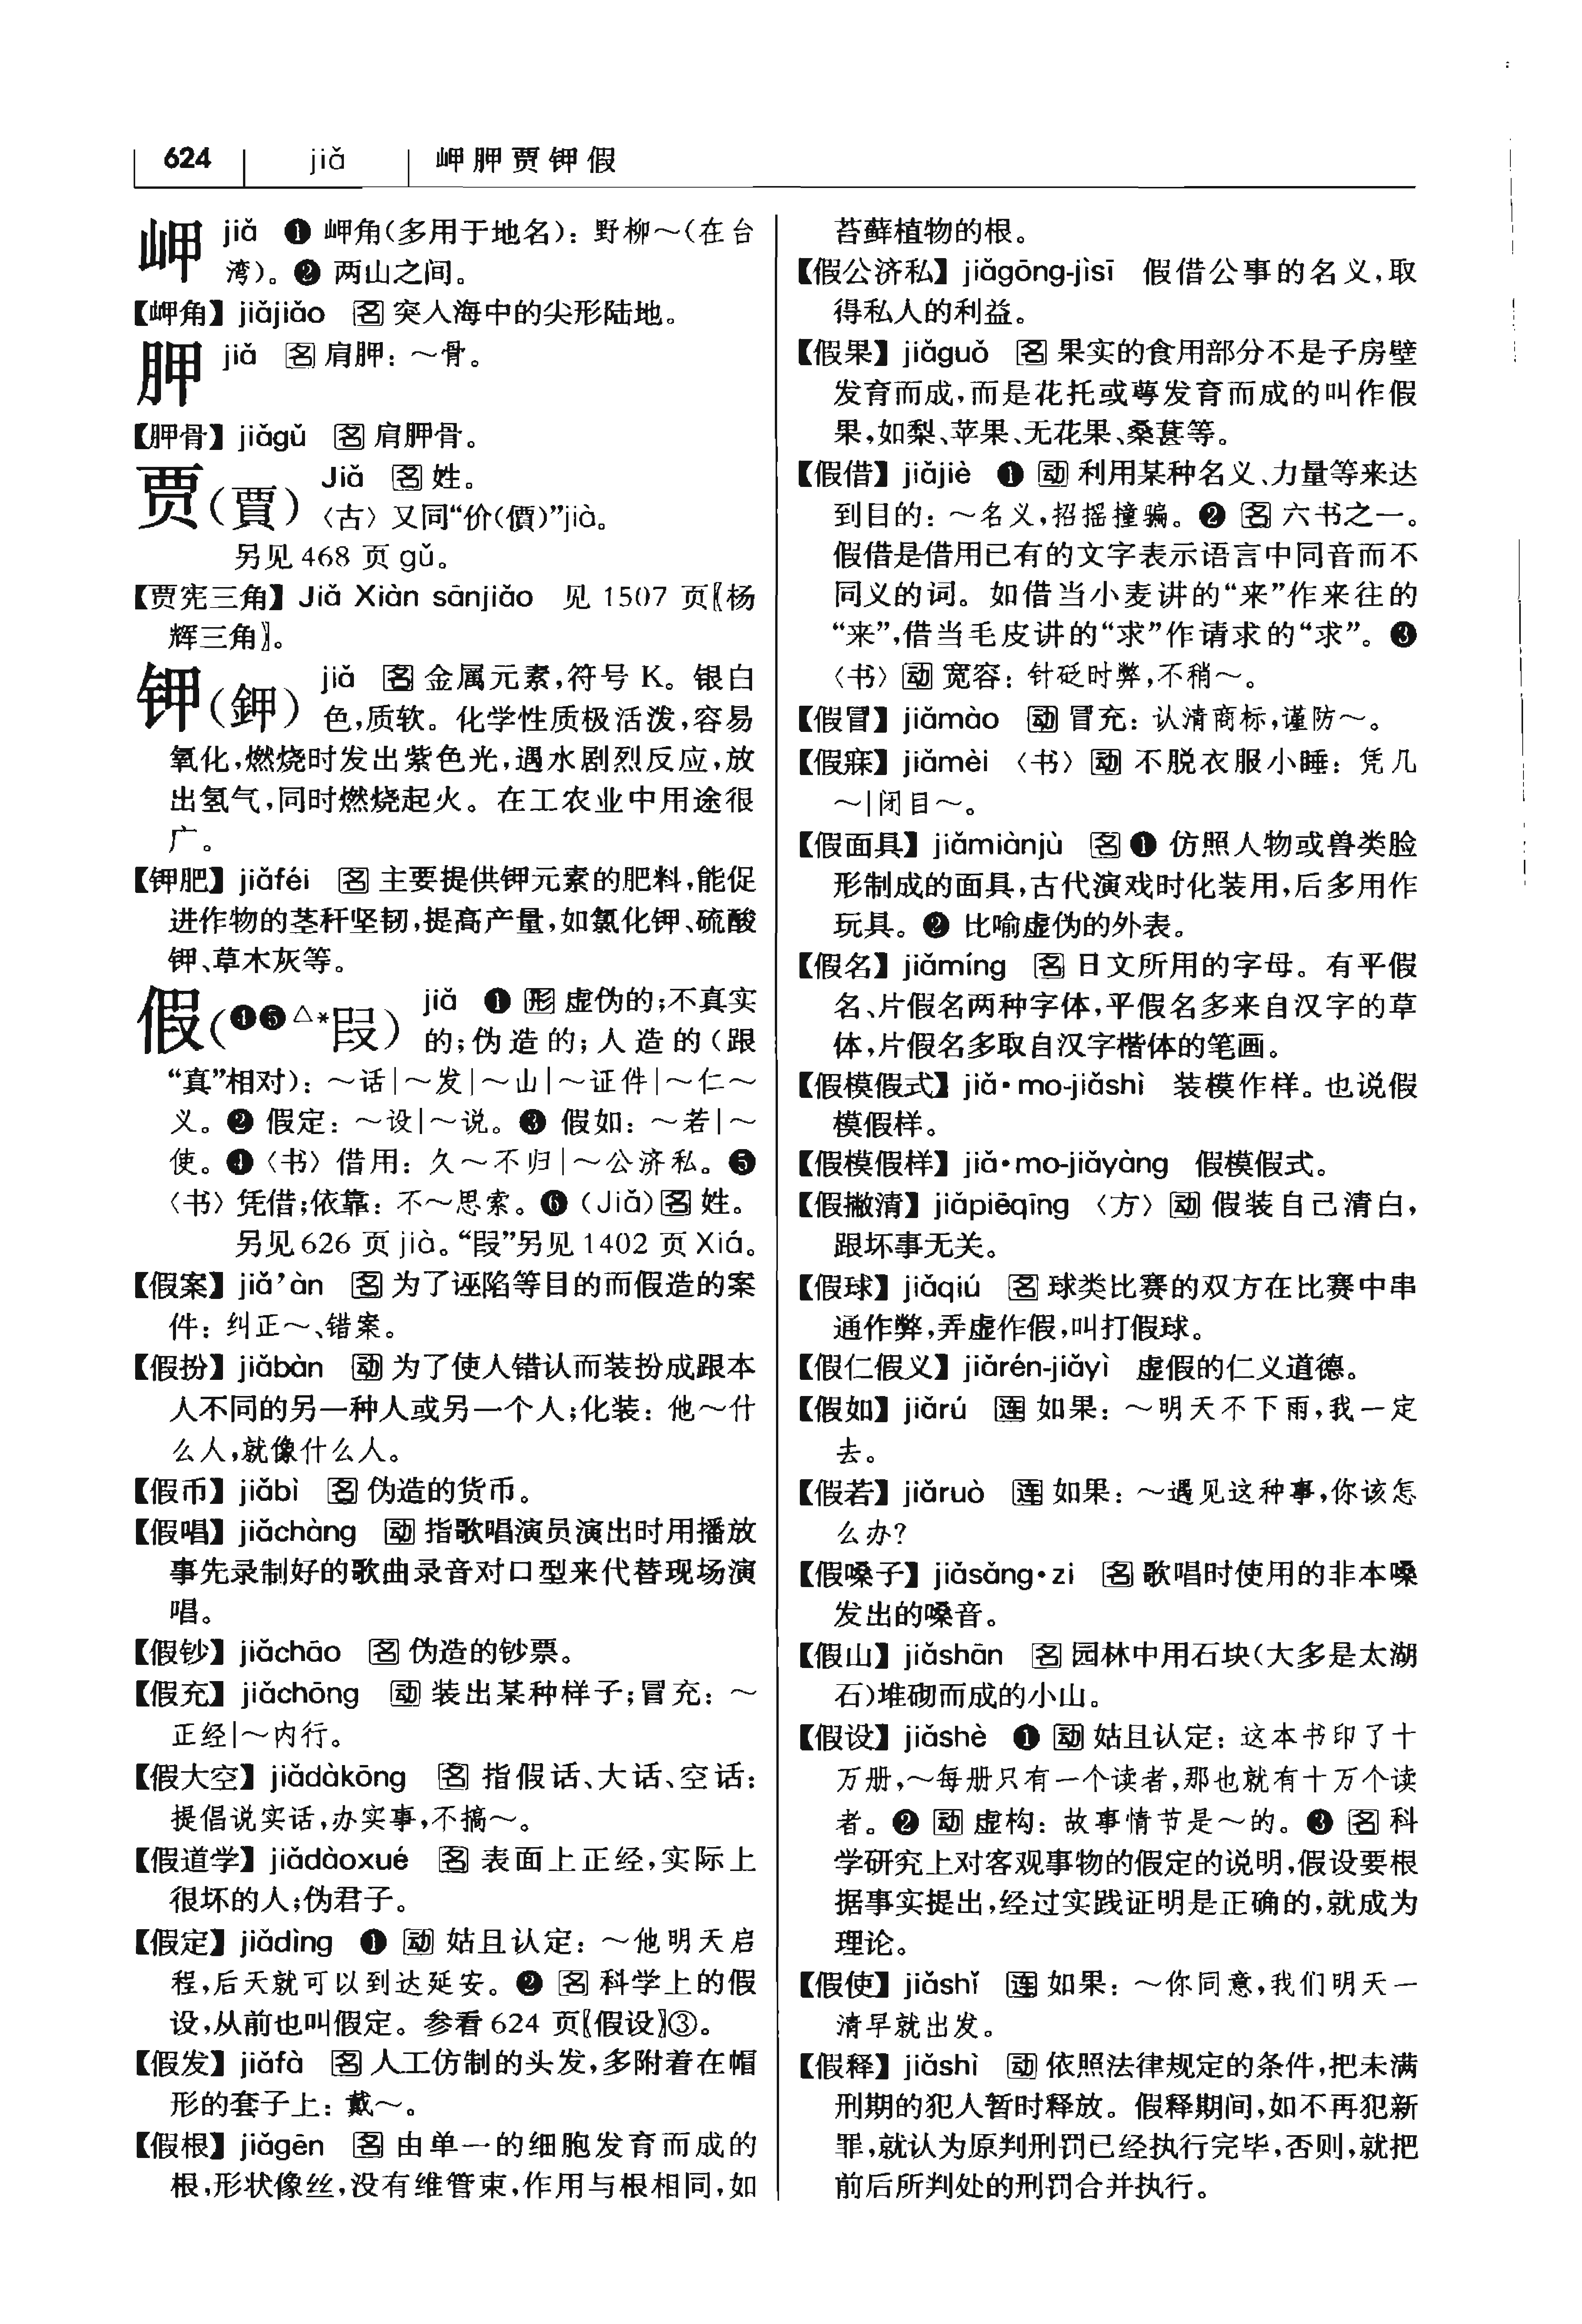 624 jiǎ 岬胛贾钾假
岬 jiǎ ❶ 岬角(多用于地名)：野柳～(在台
湾)。❷ 两山之间。
【岬角】jiǎjiǎo 名 突入海中的尖形陆地。
胛 jiǎ 名 肩胛：～骨。
【胛骨】jiǎgǔ 名 肩胛骨。
贾(賈) Jiǎ 名 姓。
〈古〉又同“价(價)”jià。
另见 468 页 gǔ。
【贾宪三角】Jiǎ Xiàn sānjiǎo 见 1507 页〖杨
辉三角〗。
钾(鉀) jiǎ 名 金属元素,符号 K。银白
色,质软。化学性质极活泼,容易
氧化,燃烧时发出紫色光,遇水剧烈反应,放
出氢气,同时燃烧起火。在工农业中用途很
广。
【钾肥】jiǎféi 名 主要提供钾元素的肥料,能促
进作物的茎秆坚韧,提高产量,如氯化钾、硫酸
钾、草木灰等。
假(❹❺△*叚) jiǎ ❶ 形 虚伪的;不真实
的;伪造的;人造的(跟
“真”相对)：～话|～发|～山|～证件|～仁～
义。❷ 假定：～设|～说。❸ 假如：～若|～
使。❹〈书〉借用：久～不归|～公济私。❺
〈书〉凭借;依靠：不～思索。❻ (Jiǎ) 名 姓。
另见 626 页 jià。“叚”另见 1402 页 Xiá。
【假案】jiǎ’àn 名 为了诬陷等目的而假造的案
件：纠正～、错案。
【假扮】jiǎbàn 动 为了使人错认而装扮成跟本
人不同的另一种人或另一个人;化装：他～什
么人,就像什么人。
【假币】jiǎbì 名 伪造的货币。
【假唱】jiǎchàng 动 指歌唱演员演出时用播放
事先录制好的歌曲录音对口型来代替现场演
唱。
【假钞】jiǎchāo 名 伪造的钞票。
【假充】jiǎchōng 动 装出某种样子;冒充：～
正经|～内行。
【假大空】jiǎdàkōng 名 指假话、大话、空话：
提倡说实话,办实事,不搞～。
【假道学】jiǎdàoxué 名 表面上正经,实际上
很坏的人;伪君子。
【假定】jiǎdìng ❶ 动 姑且认定：～他明天启
程,后天就可以到达延安。❷ 名 科学上的假
设,从前也叫假定。参看 624 页〖假设〗③。
【假发】jiǎfà 名 人工仿制的头发,多附着在帽
形的套子上：戴～。
【假根】jiǎgēn 名 由单一的细胞发育而成的
根,形状像丝,没有维管束,作用与根相同,如
苔藓植物的根。
【假公济私】jiǎgōng-jìsī 假借公事的名义,取
得私人的利益。
【假果】jiǎguǒ 名 果实的食用部分不是子房壁
发育而成,而是花托或萼发育而成的叫作假
果,如梨、苹果、无花果、桑葚等。
【假借】jiǎjiè ❶ 动 利用某种名义、力量等来达
到目的：～名义,招摇撞骗。❷ 名 六书之一。
假借是借用已有的文字表示语言中同音而不
同义的词。如借当小麦讲的“来”作来往的
“来”,借当毛皮讲的“求”作请求的“求”。❸
〈书〉动 宽容：针砭时弊,不稍～。
【假冒】jiǎmào 动 冒充：认清商标,谨防～。
【假寐】jiǎmèi 〈书〉动 不脱衣服小睡：凭几
～|闭目～。
【假面具】jiǎmiànjù 名 ❶ 仿照人物或兽类脸
形制成的面具,古代演戏时化装用,后多用作
玩具。❷ 比喻虚伪的外表。
【假名】jiǎmíng 名 日文所用的字母。有平假
名、片假名两种字体,平假名多来自汉字的草
体,片假名多取自汉字楷体的笔画。
【假模假式】jiǎ·mo-jiǎshì 装模作样。也说假
模假样。
【假模假样】jiǎ·mo-jiǎyàng 假模假式。
【假撇清】jiǎpiēqīng 〈方〉动 假装自己清白,
跟坏事无关。
【假球】jiǎqiú 名 球类比赛的双方在比赛中串
通作弊,弄虚作假,叫打假球。
【假仁假义】jiǎrén-jiǎyì 虚假的仁义道德。
【假如】jiǎrú 连 如果：～明天不下雨,我一定
去。
【假若】jiǎruò 连 如果：～遇见这种事,你该怎
么办?
【假嗓子】jiǎsǎng·zi 名 歌唱时使用的非本嗓
发出的嗓音。
【假山】jiǎshān 名 园林中用石块(大多是太湖
石)堆砌而成的小山。
【假设】jiǎshè ❶ 动 姑且认定：这本书印了十
万册,～每册只有一个读者,那也就有十万个读
者。❷ 动 虚构：故事情节是～的。❸ 名 科
学研究上对客观事物的假定的说明,假设要根
据事实提出,经过实践证明是正确的,就成为
理论。
【假使】jiǎshǐ 连 如果：～你同意,我们明天一
清早就出发。
【假释】jiǎshì 动 依照法律规定的条件,把未满
刑期的犯人暂时释放。假释期间,如不再犯新
罪,就认为原判刑罚已经执行完毕,否则,就把
前后所判处的刑罚合并执行。